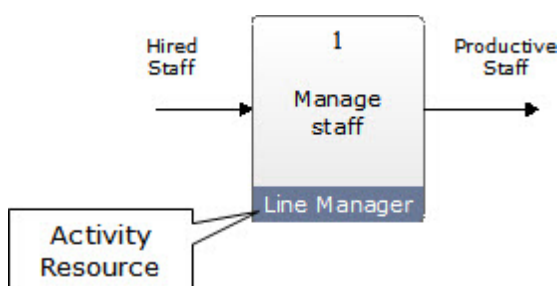 Hired
Staff
1
Productive
Staff
Manage
staff
Line Manager
Activity
Resource